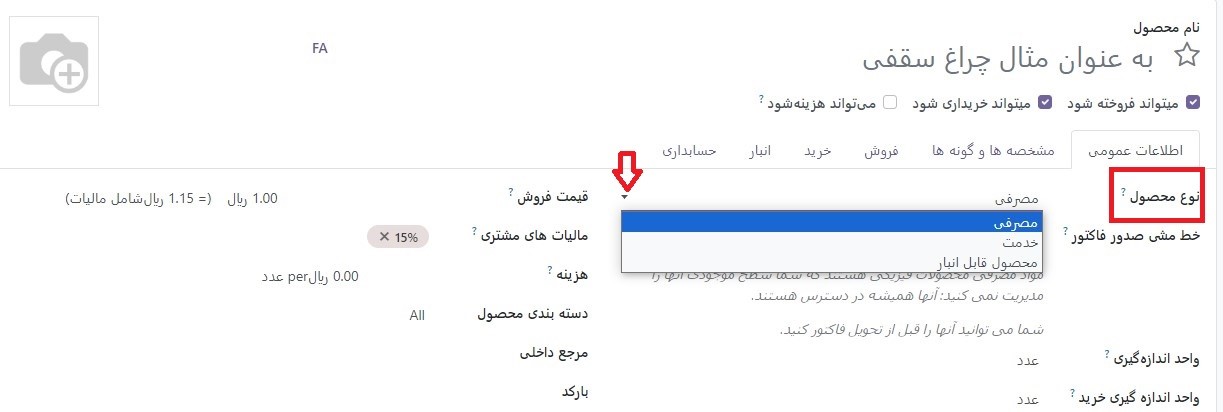 نام محصول
به عنوان مثال چراغ سقفی
FA
میتواند فروخته شود
میتواند خریداری شود
می‌تواند هزینه‌شود ?
اطلاعات عمومی
مشخصه ها و گونه ها
فروش
خرید
انبار
حسابداری
نوع محصول ?
مصرفی
مصرفی
خدمت
محصول قابل انبار
خط مشی صدور فاکتور ?
مواد مصرفی محصولات فیزیکی هستند که شما سطح موجودی آنها را
مدیریت نمی کنید: آنها همیشه در دسترس هستند.
شما می توانید آنها را قبل از تحویل فاکتور کنید.
واحد اندازه‌گیری ?
عدد
واحد اندازه گیری خرید ?
عدد
قیمت فروش ?
1.00 ریال (= 1.15 ریال‌شامل مالیات)
مالیات های مشتری ?
15% ×
هزینه ?
0.00 ریال‌per عدد
دسته بندی محصول
All
مرجع داخلی
بارکد